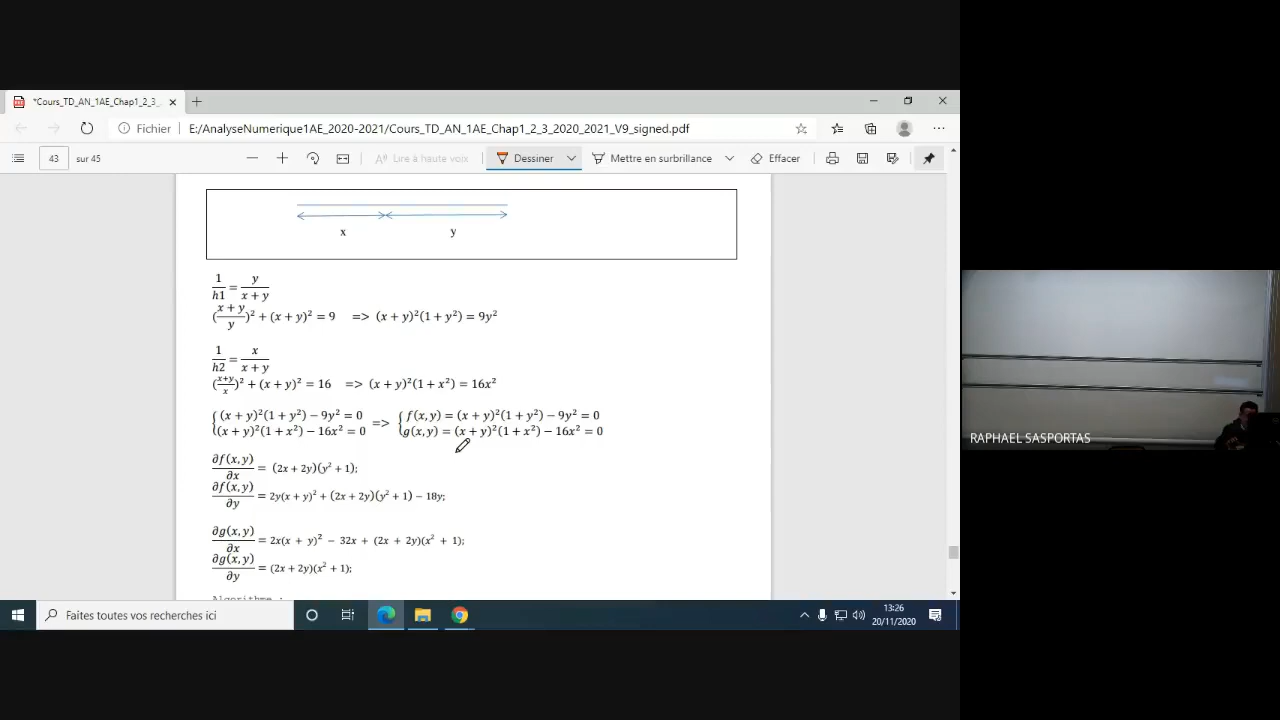 *Cours_TD_AN_1AE_Chap1_2_3_
Fichier E:/AnalyseNumerique1AE_2020-2021/Cours_TD_AN_1AE_Chap1_2_3_2020_2021_V9_signed.pdf
43 sur 45 Lire à haute voix Dessiner Mettre en surbrillance Effacer
x y
1/h1 = y/(x + y)
((x + y)/y)² + (x + y)² = 9 => (x + y)²(1 + y²) = 9y²
1/h2 = x/(x + y)
((x+y)/x)² + (x + y)² = 16 => (x + y)²(1 + x²) = 16x²
{(x + y)²(1 + y²) − 9y² = 0 => {f(x, y) = (x + y)²(1 + y²) − 9y² = 0
{(x + y)²(1 + x²) − 16x² = 0 {g(x, y) = (x + y)²(1 + x²) − 16x² = 0
∂f(x, y)/∂x = (2x + 2y)(y² + 1);
∂f(x, y)/∂y = 2y(x + y)² + (2x + 2y)(y² + 1) − 18y;
∂g(x, y)/∂x = 2x(x + y)² − 32x + (2x + 2y)(x² + 1);
∂g(x, y)/∂y = (2x + 2y)(x² + 1);
Algorithme :
Faites toutes vos recherches ici
13:26
20/11/2020
RAPHAEL SASPORTAS